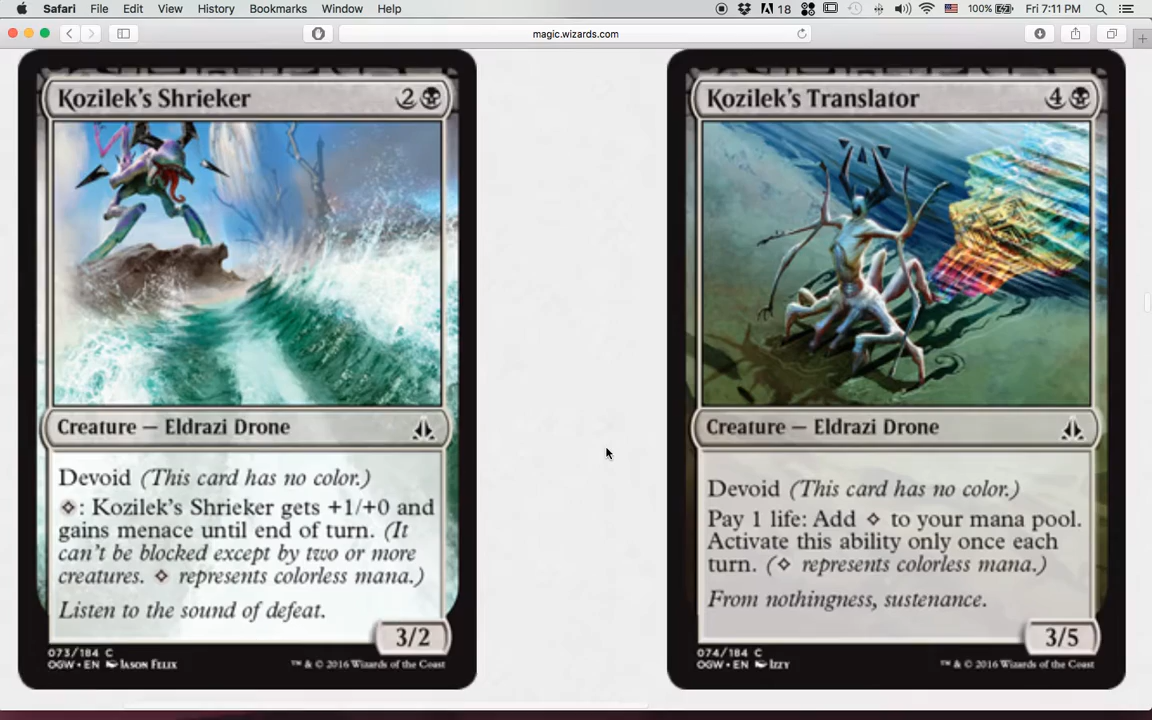 Safari File Edit View History Bookmarks Window Help 18 100% Fri 7:11 PM
magic.wizards.com
Kozilek's Shrieker 2
Creature — Eldrazi Drone
Devoid (This card has no color.)
: Kozilek's Shrieker gets +1/+0 and
gains menace until end of turn. (It
can't be blocked except by two or more
creatures. represents colorless mana.)
Listen to the sound of defeat.
3/2
073/184 C
OGW • EN Jason Felix
™ & © 2016 Wizards of the Coast
Kozilek's Translator 4
Creature — Eldrazi Drone
Devoid (This card has no color.)
Pay 1 life: Add to your mana pool.
Activate this ability only once each
turn. ( represents colorless mana.)
From nothingness, sustenance.
3/5
074/184 C
OGW • EN Izzy
™ & © 2016 Wizards of the Coast